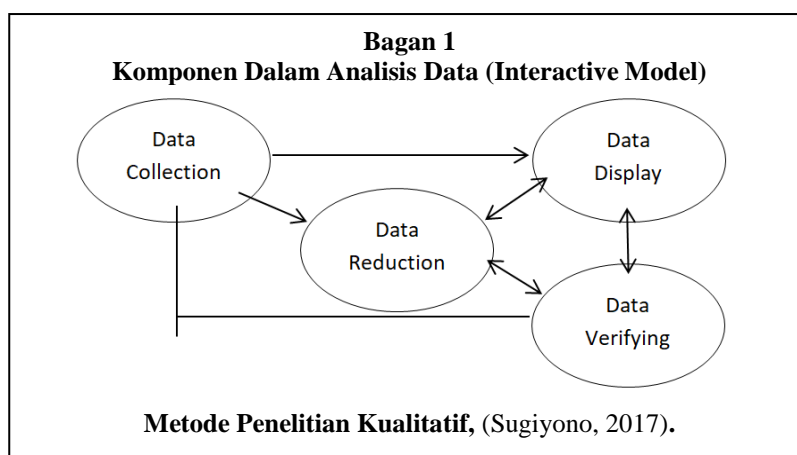 Bagan 1
Komponen Dalam Analisis Data (Interactive Model)
Data
Collection
Data
Display
Data
Reduction
Data
Verifying
Metode Penelitian Kualitatif, (Sugiyono, 2017).